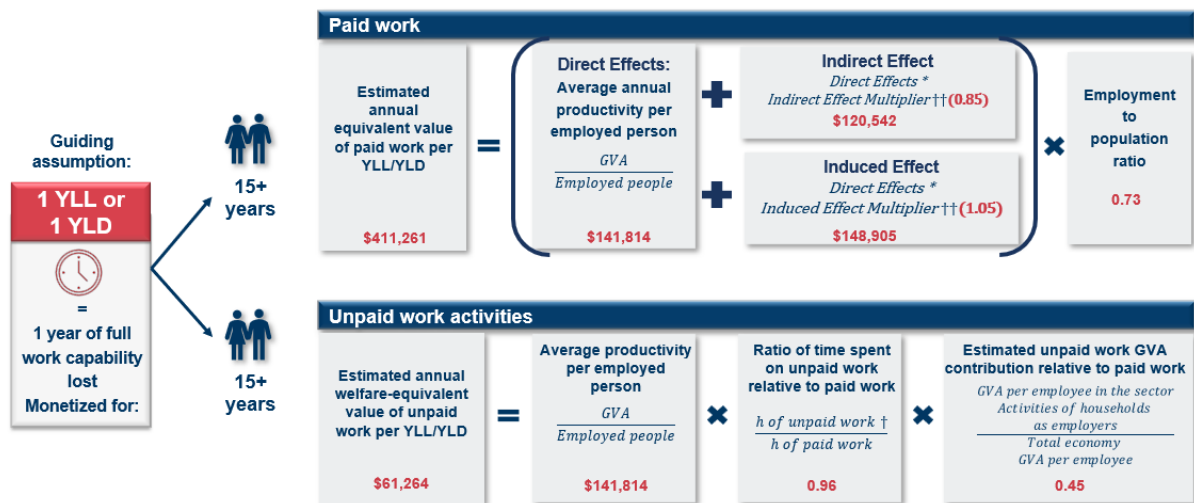 Guiding
assumption:
1 YLL or
1 YLD
=
1 year of full
work capability
lost
Monetized for:
15+
years
15+
years
Paid work
Estimated
annual
equivalent value
of paid work per
YLL/YLD
$411,261
=
Direct Effects:
Average annual
productivity per
employed person
GVA
Employed people
$141,814
+
Indirect Effect
Direct Effects *
Indirect Effect Multiplier ††(0.85)
$120,542
+
Induced Effect
Direct Effects *
Induced Effect Multiplier ††(1.05)
$148,905
×
Employment
to
population
ratio
0.73
Unpaid work activities
Estimated annual
welfare-equivalent
value of unpaid
work per YLL/YLD
$61,264
=
Average productivity
per employed
person
GVA
Employed people
$141,814
×
Ratio of time spent
on unpaid work
relative to paid work
h of unpaid work †
h of paid work
0.96
×
Estimated unpaid work GVA
contribution relative to paid work
GVA per employee in the sector
Activities of households
as employers
Total economy
GVA per employee
0.45